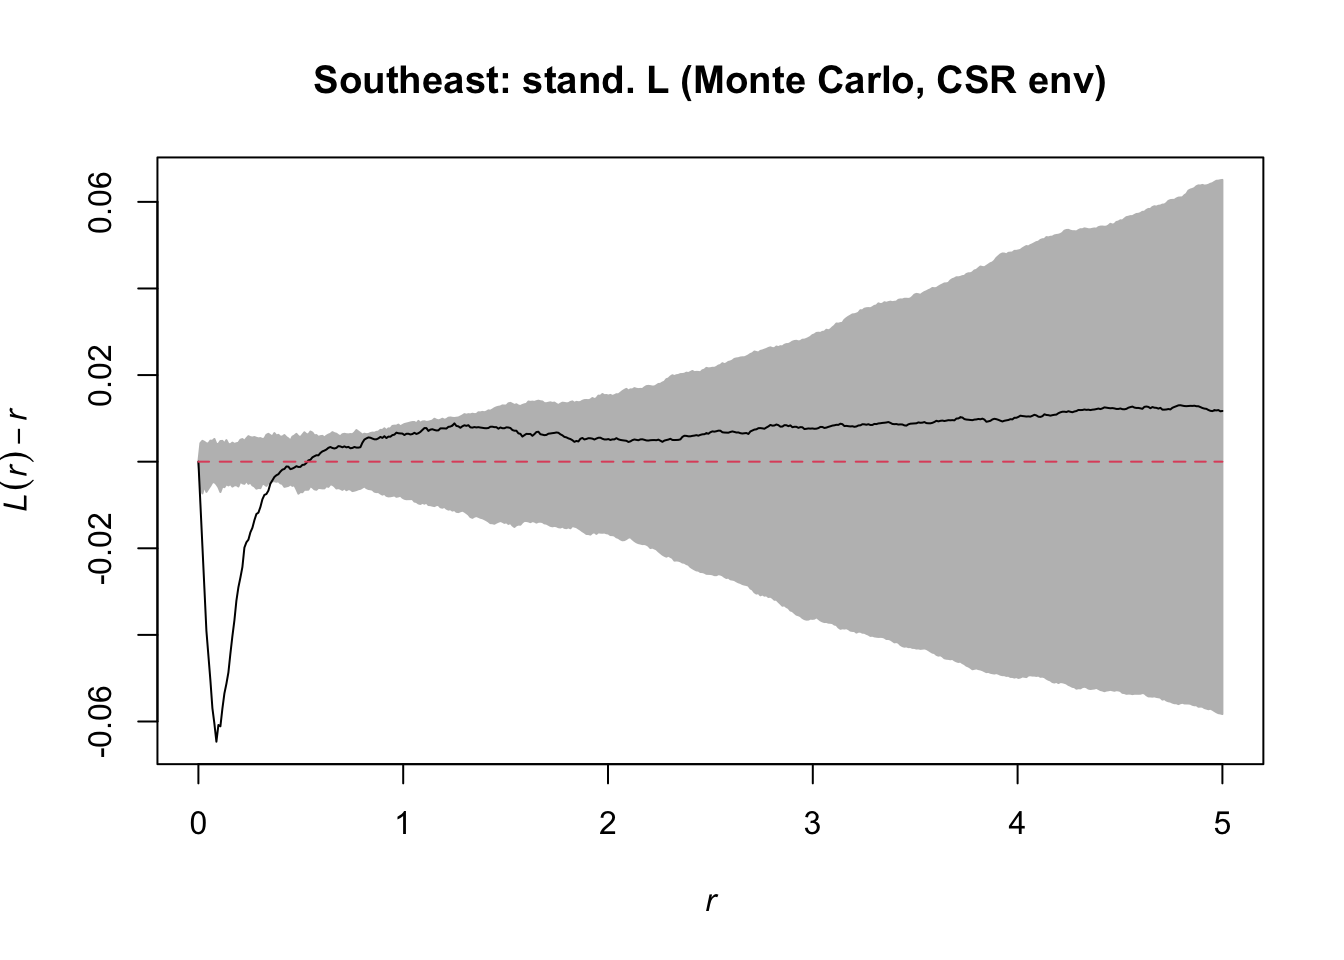 Southeast: stand. L (Monte Carlo, CSR env)
0.06
0.02
-0.02
-0.06
L(r) − r
0 1 2 3 4 5
r